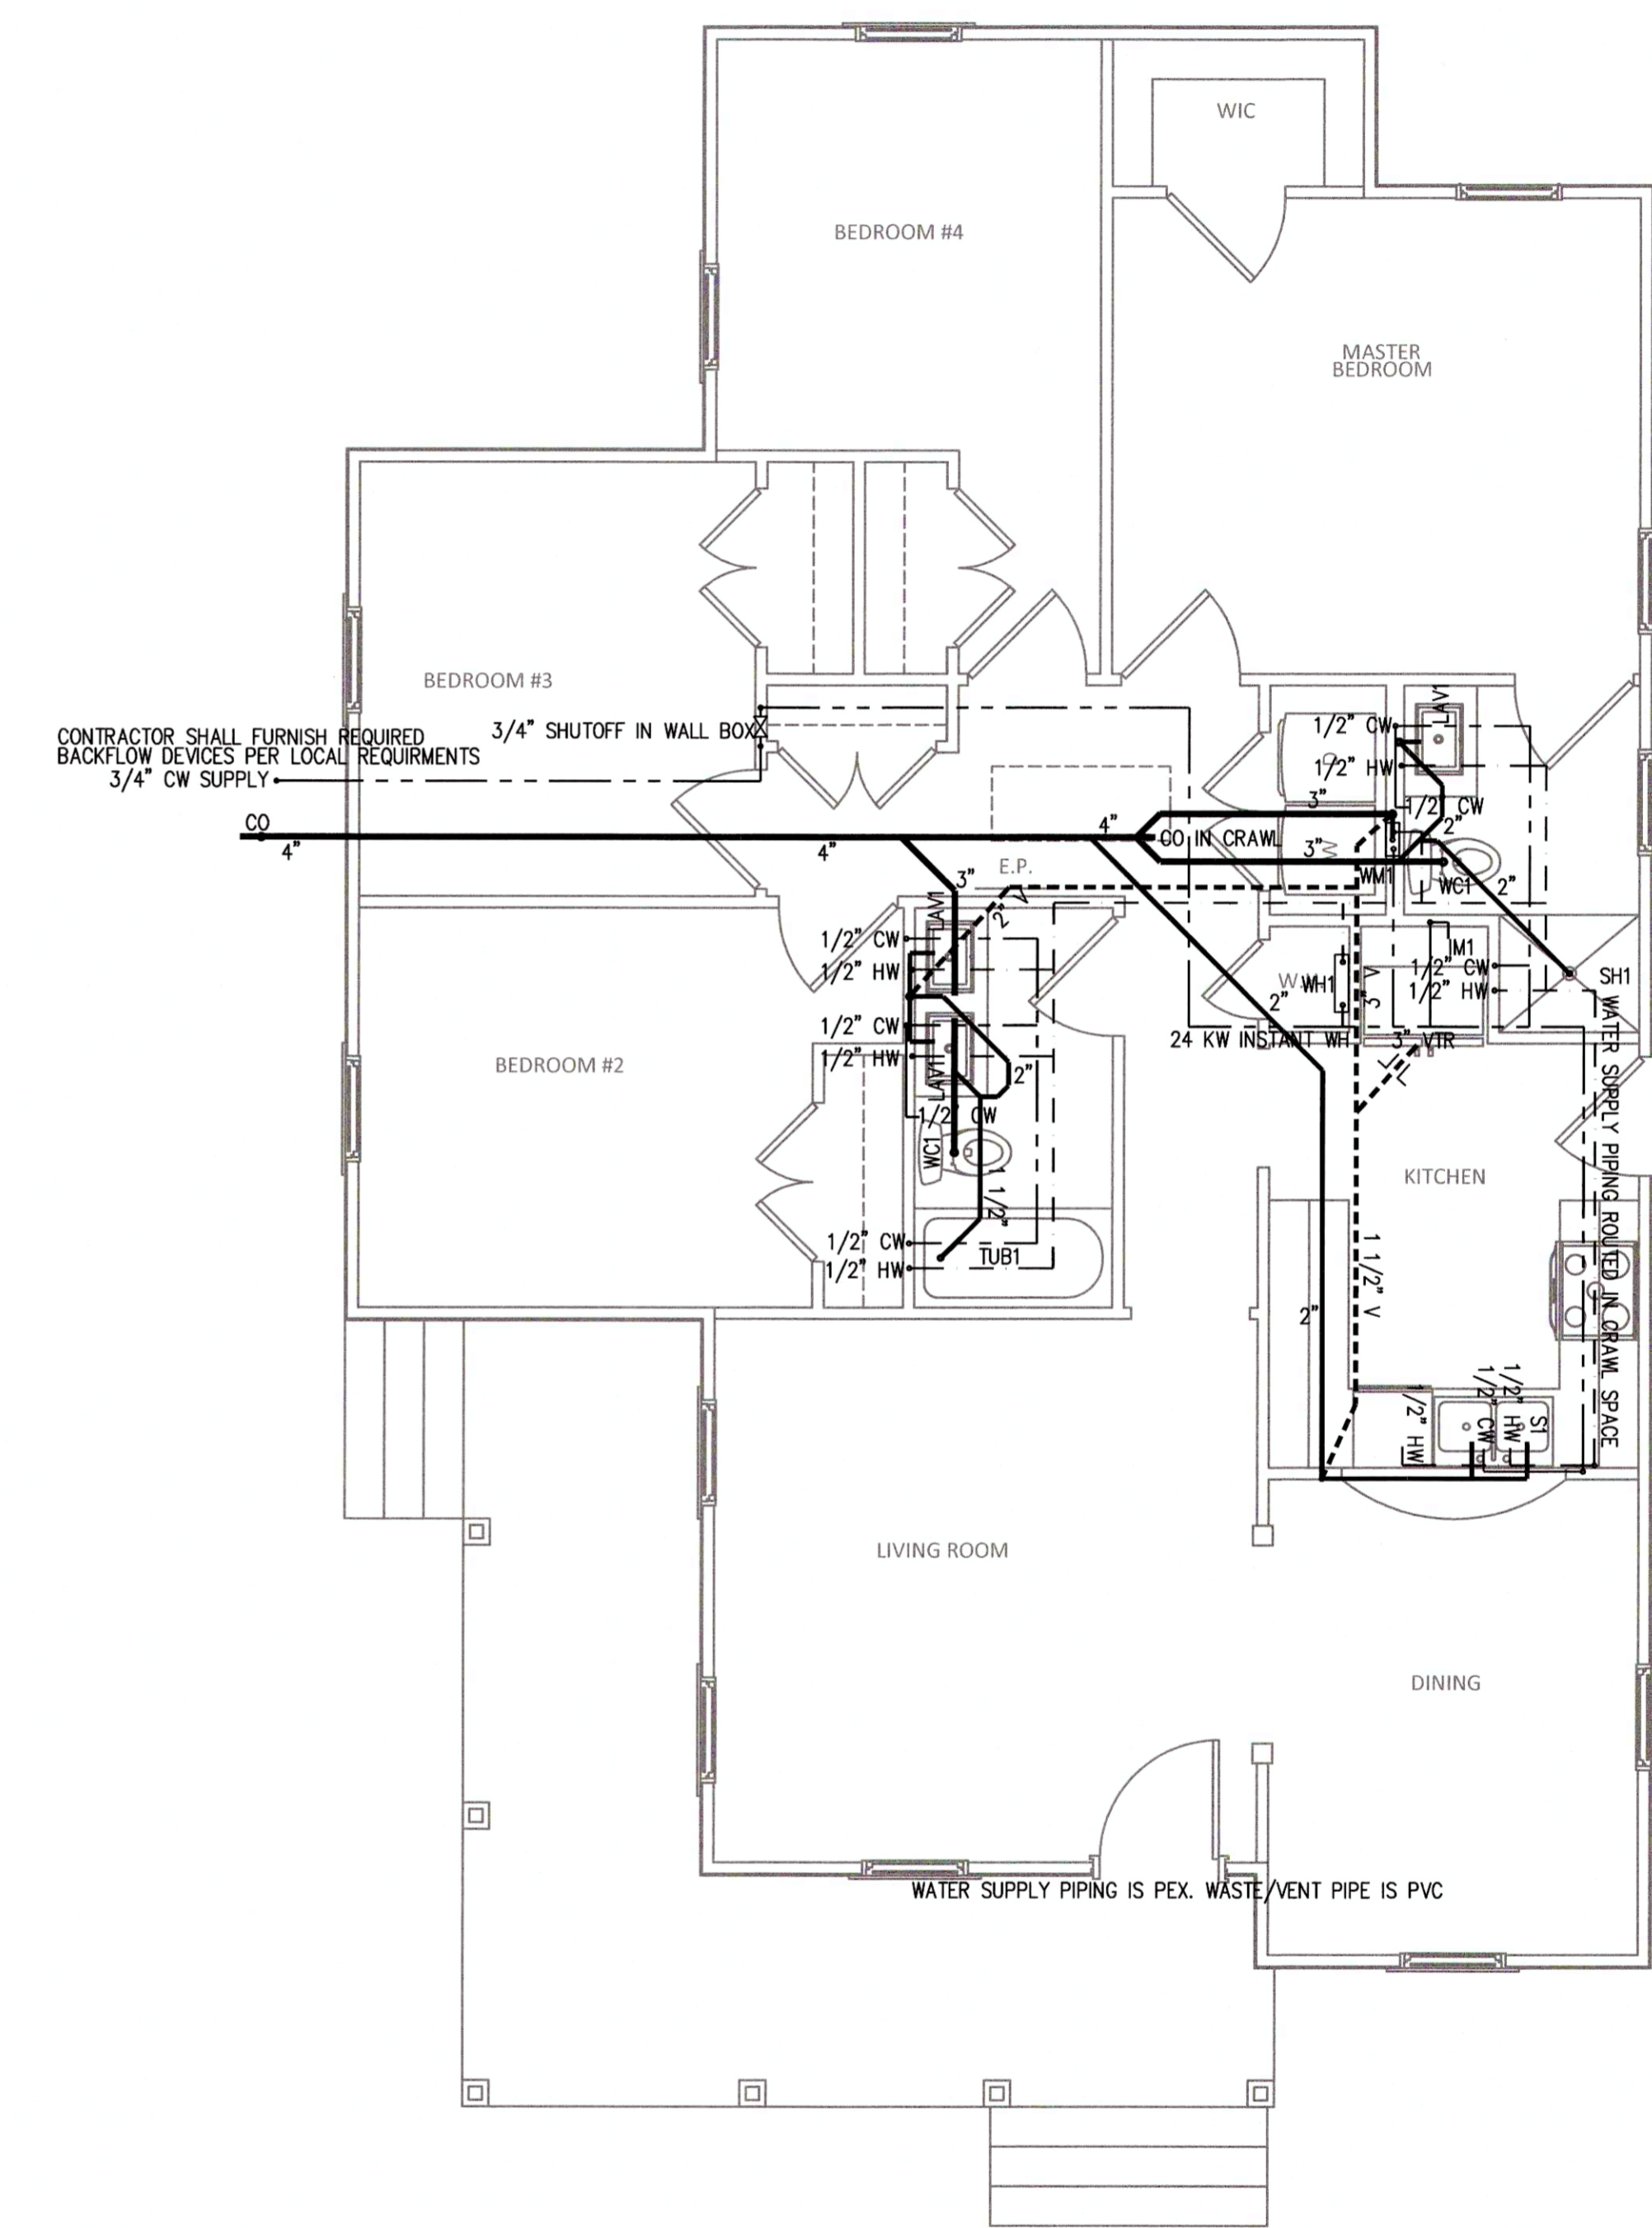 WIC
BEDROOM #4
MASTER
BEDROOM
BEDROOM #3
CONTRACTOR SHALL FURNISH REQUIRED
BACKFLOW DEVICES PER LOCAL REQUIRMENTS
3/4" CW SUPPLY
3/4" SHUTOFF IN WALL BOX
1/2" CW
LAV1
1/2" HW
3"
1/2" CW
2"
CO
4"
4"
4"
CO IN CRAWL
3"
WM1
WC1
2"
E.P.
3"
2" V
LAV1
1/2" CW
1/2" HW
1/2" CW
1/2" HW
LAV1
2"
1/2" CW
WC1
1 1/2"
1/2" CW
1/2" HW
TUB1
IM1
1/2" CW
1/2" HW
SH1
WH1
2"
3" V
24 KW INSTANT WH
3" VTR
WATER SUPPLY PIPING ROUTED IN CRAWL SPACE
BEDROOM #2
KITCHEN
1 1/2" V
2"
1/2" HW
1/2" CW
1/2" HW
S1
LIVING ROOM
DINING
WATER SUPPLY PIPING IS PEX. WASTE/VENT PIPE IS PVC